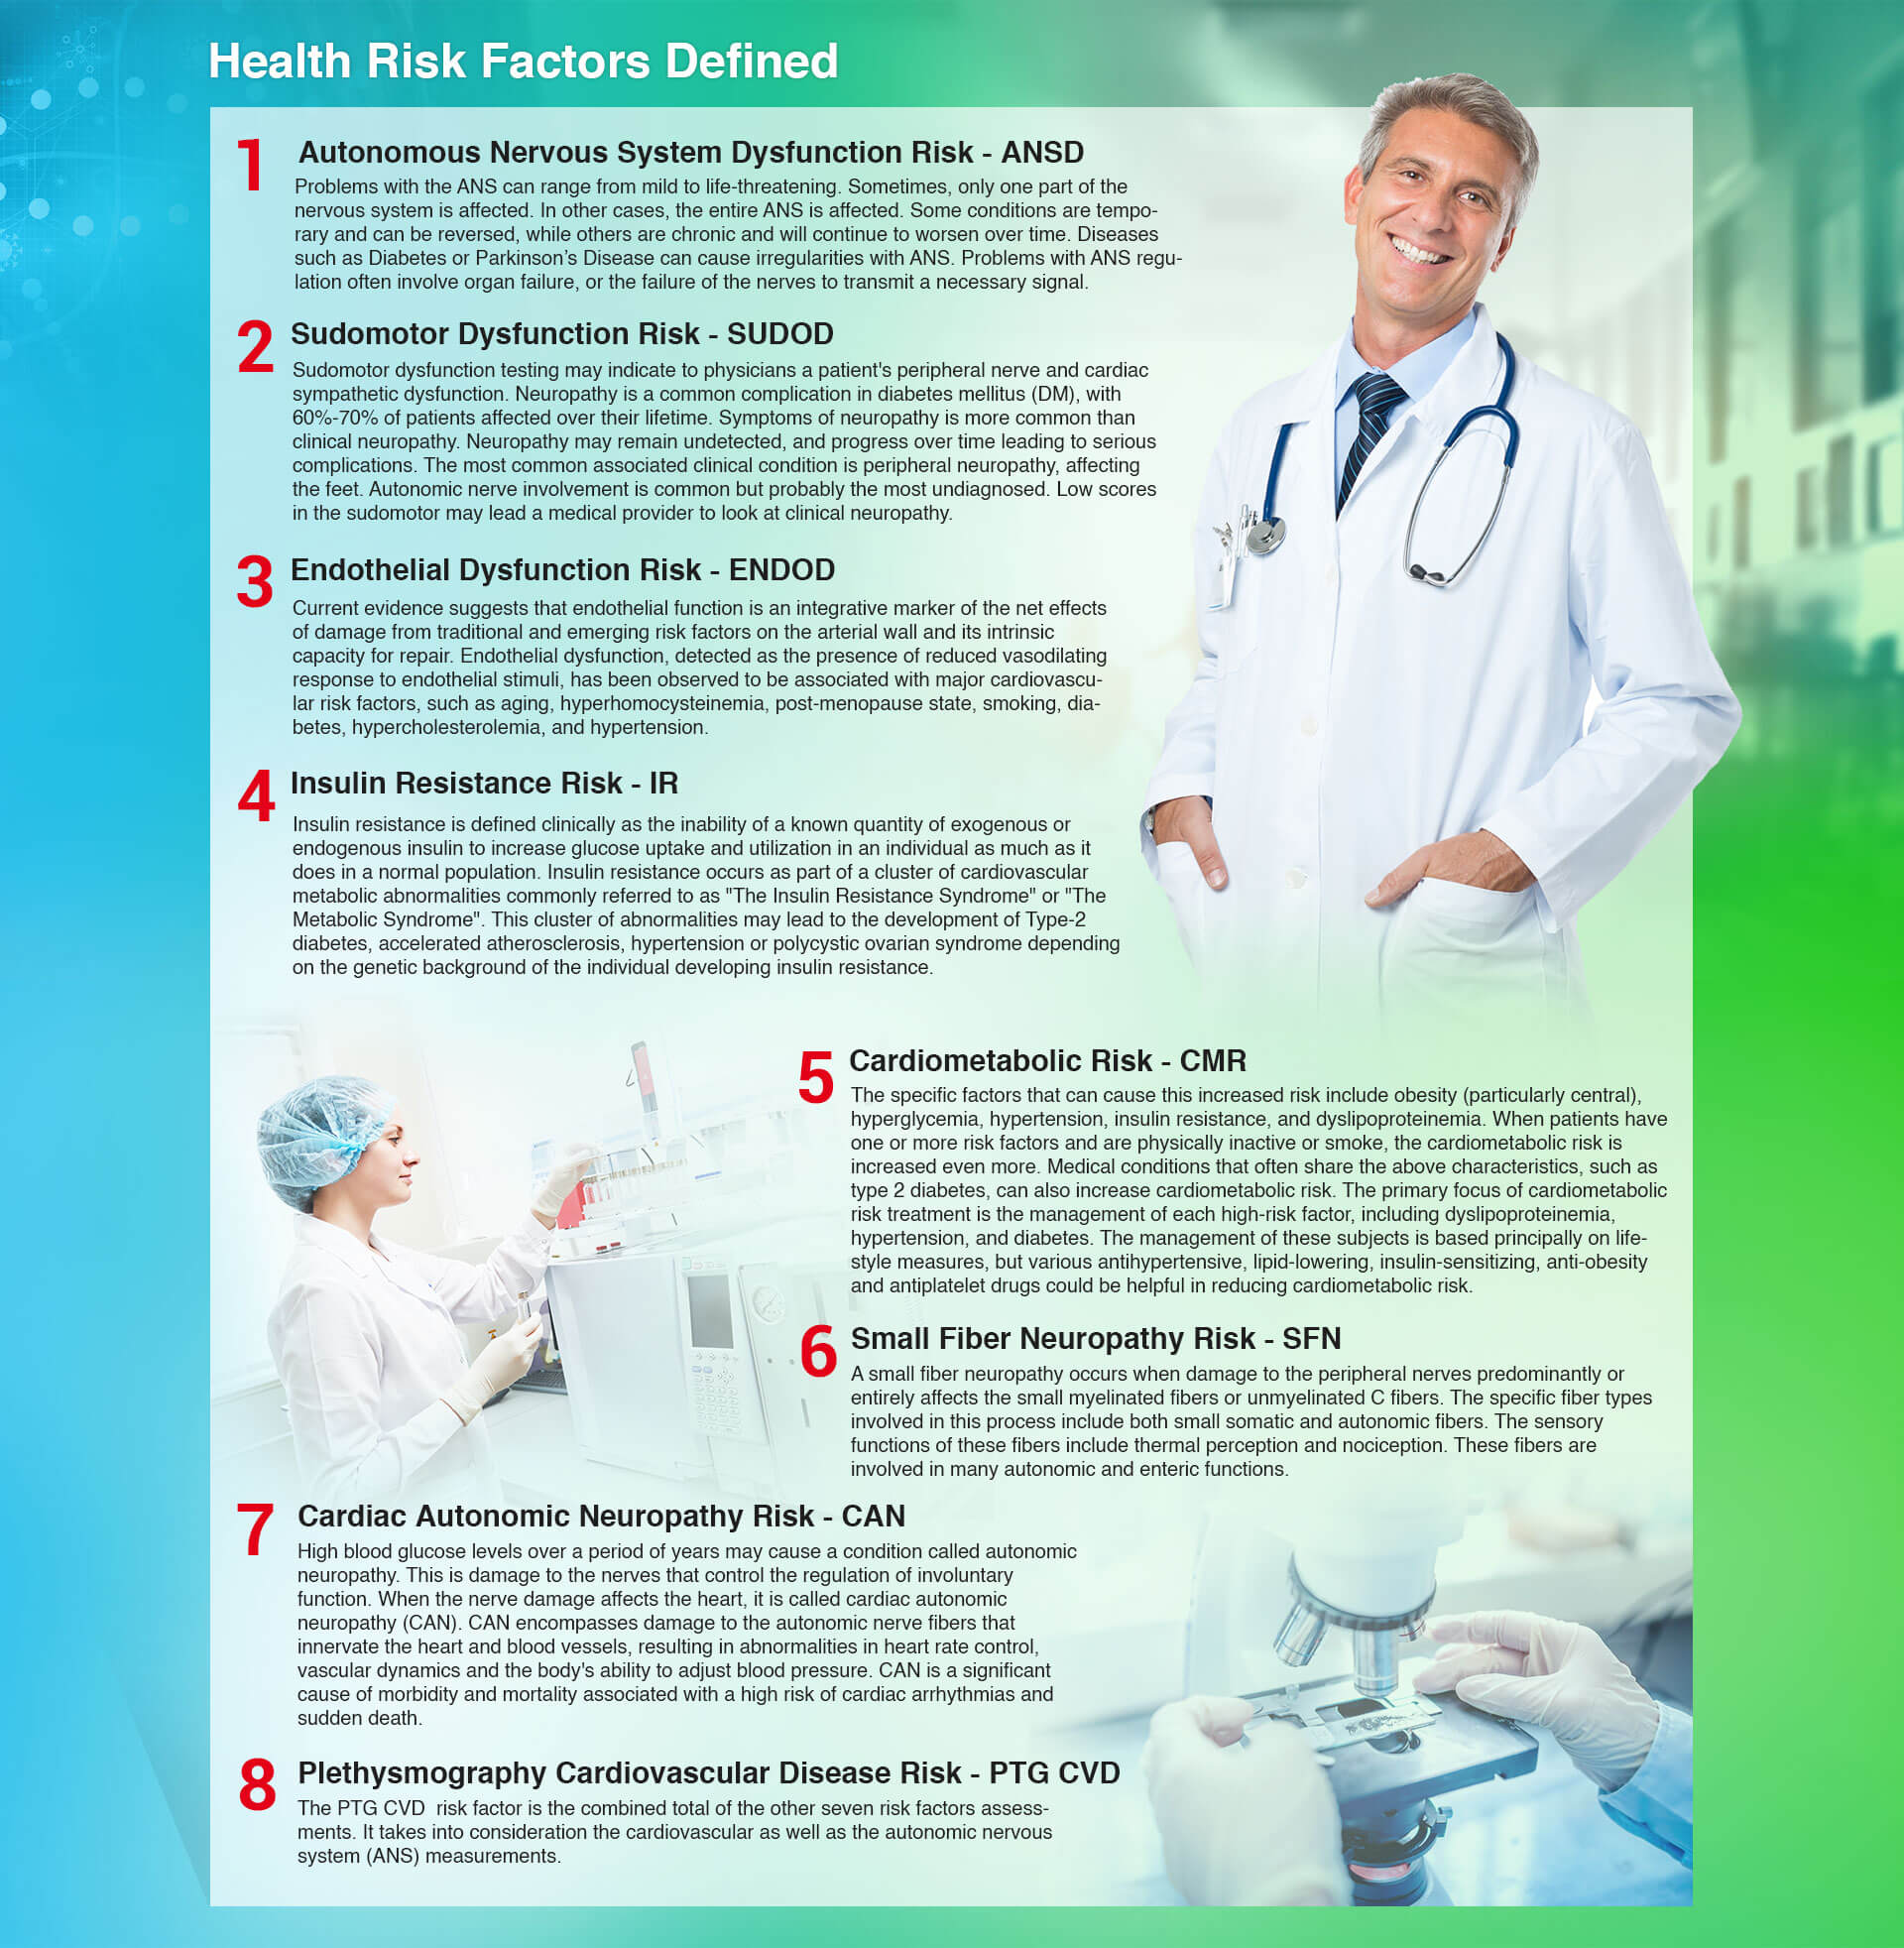 Health Risk Factors Defined
1 Autonomous Nervous System Dysfunction Risk - ANSD
Problems with the ANS can range from mild to life-threatening. Sometimes, only one part of the
nervous system is affected. In other cases, the entire ANS is affected. Some conditions are tempo-
rary and can be reversed, while others are chronic and will continue to worsen over time. Diseases
such as Diabetes or Parkinson’s Disease can cause irregularities with ANS. Problems with ANS regu-
lation often involve organ failure, or the failure of the nerves to transmit a necessary signal.
2 Sudomotor Dysfunction Risk - SUDOD
Sudomotor dysfunction testing may indicate to physicians a patient's peripheral nerve and cardiac
sympathetic dysfunction. Neuropathy is a common complication in diabetes mellitus (DM), with
60%-70% of patients affected over their lifetime. Symptoms of neuropathy is more common than
clinical neuropathy. Neuropathy may remain undetected, and progress over time leading to serious
complications. The most common associated clinical condition is peripheral neuropathy, affecting
the feet. Autonomic nerve involvement is common but probably the most undiagnosed. Low scores
in the sudomotor may lead a medical provider to look at clinical neuropathy.
3 Endothelial Dysfunction Risk - ENDOD
Current evidence suggests that endothelial function is an integrative marker of the net effects
of damage from traditional and emerging risk factors on the arterial wall and its intrinsic
capacity for repair. Endothelial dysfunction, detected as the presence of reduced vasodilating
response to endothelial stimuli, has been observed to be associated with major cardiovascu-
lar risk factors, such as aging, hyperhomocysteinemia, post-menopause state, smoking, dia-
betes, hypercholesterolemia, and hypertension.
4 Insulin Resistance Risk - IR
Insulin resistance is defined clinically as the inability of a known quantity of exogenous or
endogenous insulin to increase glucose uptake and utilization in an individual as much as it
does in a normal population. Insulin resistance occurs as part of a cluster of cardiovascular
metabolic abnormalities commonly referred to as "The Insulin Resistance Syndrome" or "The
Metabolic Syndrome". This cluster of abnormalities may lead to the development of Type-2
diabetes, accelerated atherosclerosis, hypertension or polycystic ovarian syndrome depending
on the genetic background of the individual developing insulin resistance.
5 Cardiometabolic Risk - CMR
The specific factors that can cause this increased risk include obesity (particularly central),
hyperglycemia, hypertension, insulin resistance, and dyslipoproteinemia. When patients have
one or more risk factors and are physically inactive or smoke, the cardiometabolic risk is
increased even more. Medical conditions that often share the above characteristics, such as
type 2 diabetes, can also increase cardiometabolic risk. The primary focus of cardiometabolic
risk treatment is the management of each high-risk factor, including dyslipoproteinemia,
hypertension, and diabetes. The management of these subjects is based principally on life-
style measures, but various antihypertensive, lipid-lowering, insulin-sensitizing, anti-obesity
and antiplatelet drugs could be helpful in reducing cardiometabolic risk.
6 Small Fiber Neuropathy Risk - SFN
A small fiber neuropathy occurs when damage to the peripheral nerves predominantly or
entirely affects the small myelinated fibers or unmyelinated C fibers. The specific fiber types
involved in this process include both small somatic and autonomic fibers. The sensory
functions of these fibers include thermal perception and nociception. These fibers are
involved in many autonomic and enteric functions.
7 Cardiac Autonomic Neuropathy Risk - CAN
High blood glucose levels over a period of years may cause a condition called autonomic
neuropathy. This is damage to the nerves that control the regulation of involuntary
function. When the nerve damage affects the heart, it is called cardiac autonomic
neuropathy (CAN). CAN encompasses damage to the autonomic nerve fibers that
innervate the heart and blood vessels, resulting in abnormalities in heart rate control,
vascular dynamics and the body's ability to adjust blood pressure. CAN is a significant
cause of morbidity and mortality associated with a high risk of cardiac arrhythmias and
sudden death.
8 Plethysmography Cardiovascular Disease Risk - PTG CVD
The PTG CVD  risk factor is the combined total of the other seven risk factors assess-
ments. It takes into consideration the cardiovascular as well as the autonomic nervous
system (ANS) measurements.